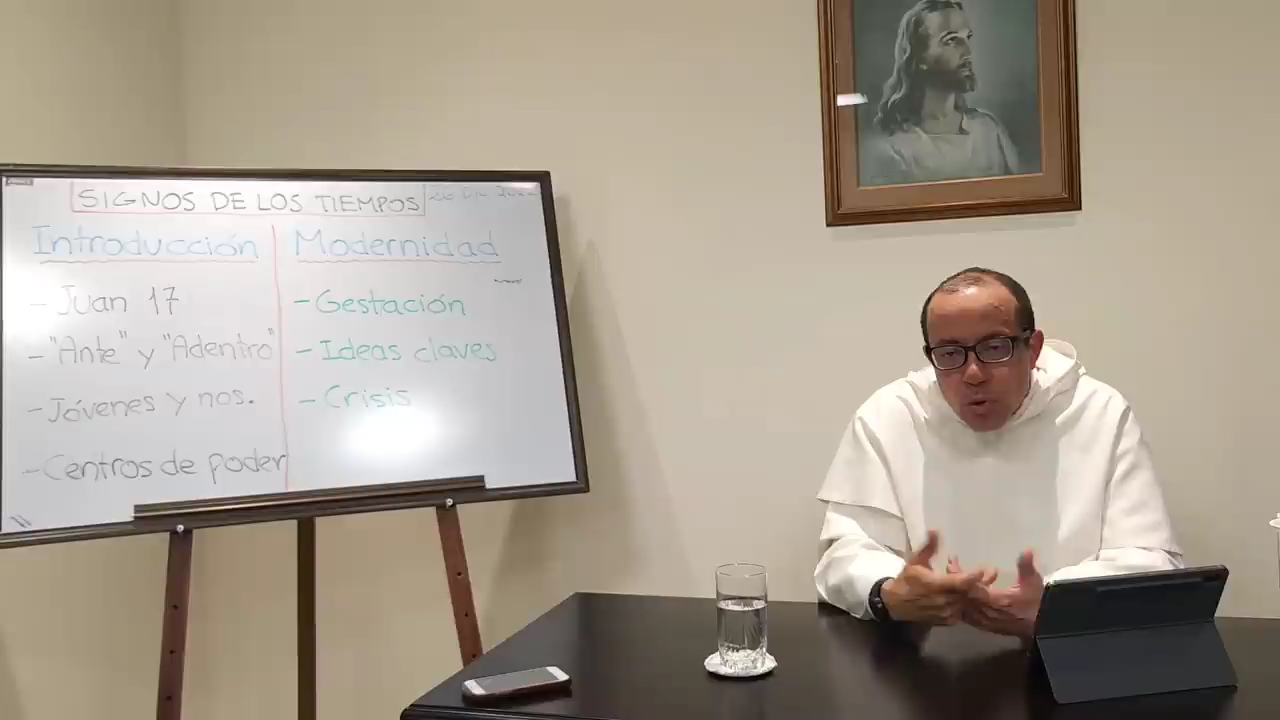 SIGNOS DE LOS TIEMPOS
Introducción
- Juan 17
- "Ante" y "Adentro"
- Jóvenes y nos.
- Centros de poder
Modernidad
- Gestación
- Ideas claves
- Crisis